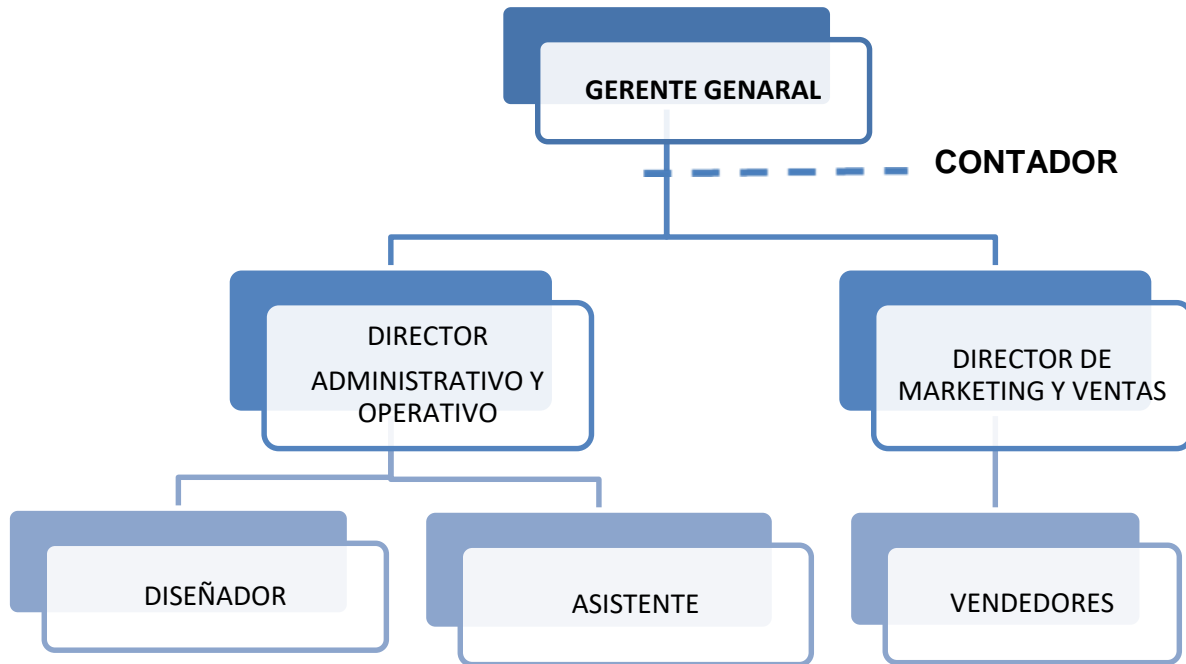 GERENTE GENARAL
CONTADOR
DIRECTOR
ADMINISTRATIVO Y
OPERATIVO
DIRECTOR DE
MARKETING Y VENTAS
DISEÑADOR
ASISTENTE
VENDEDORES